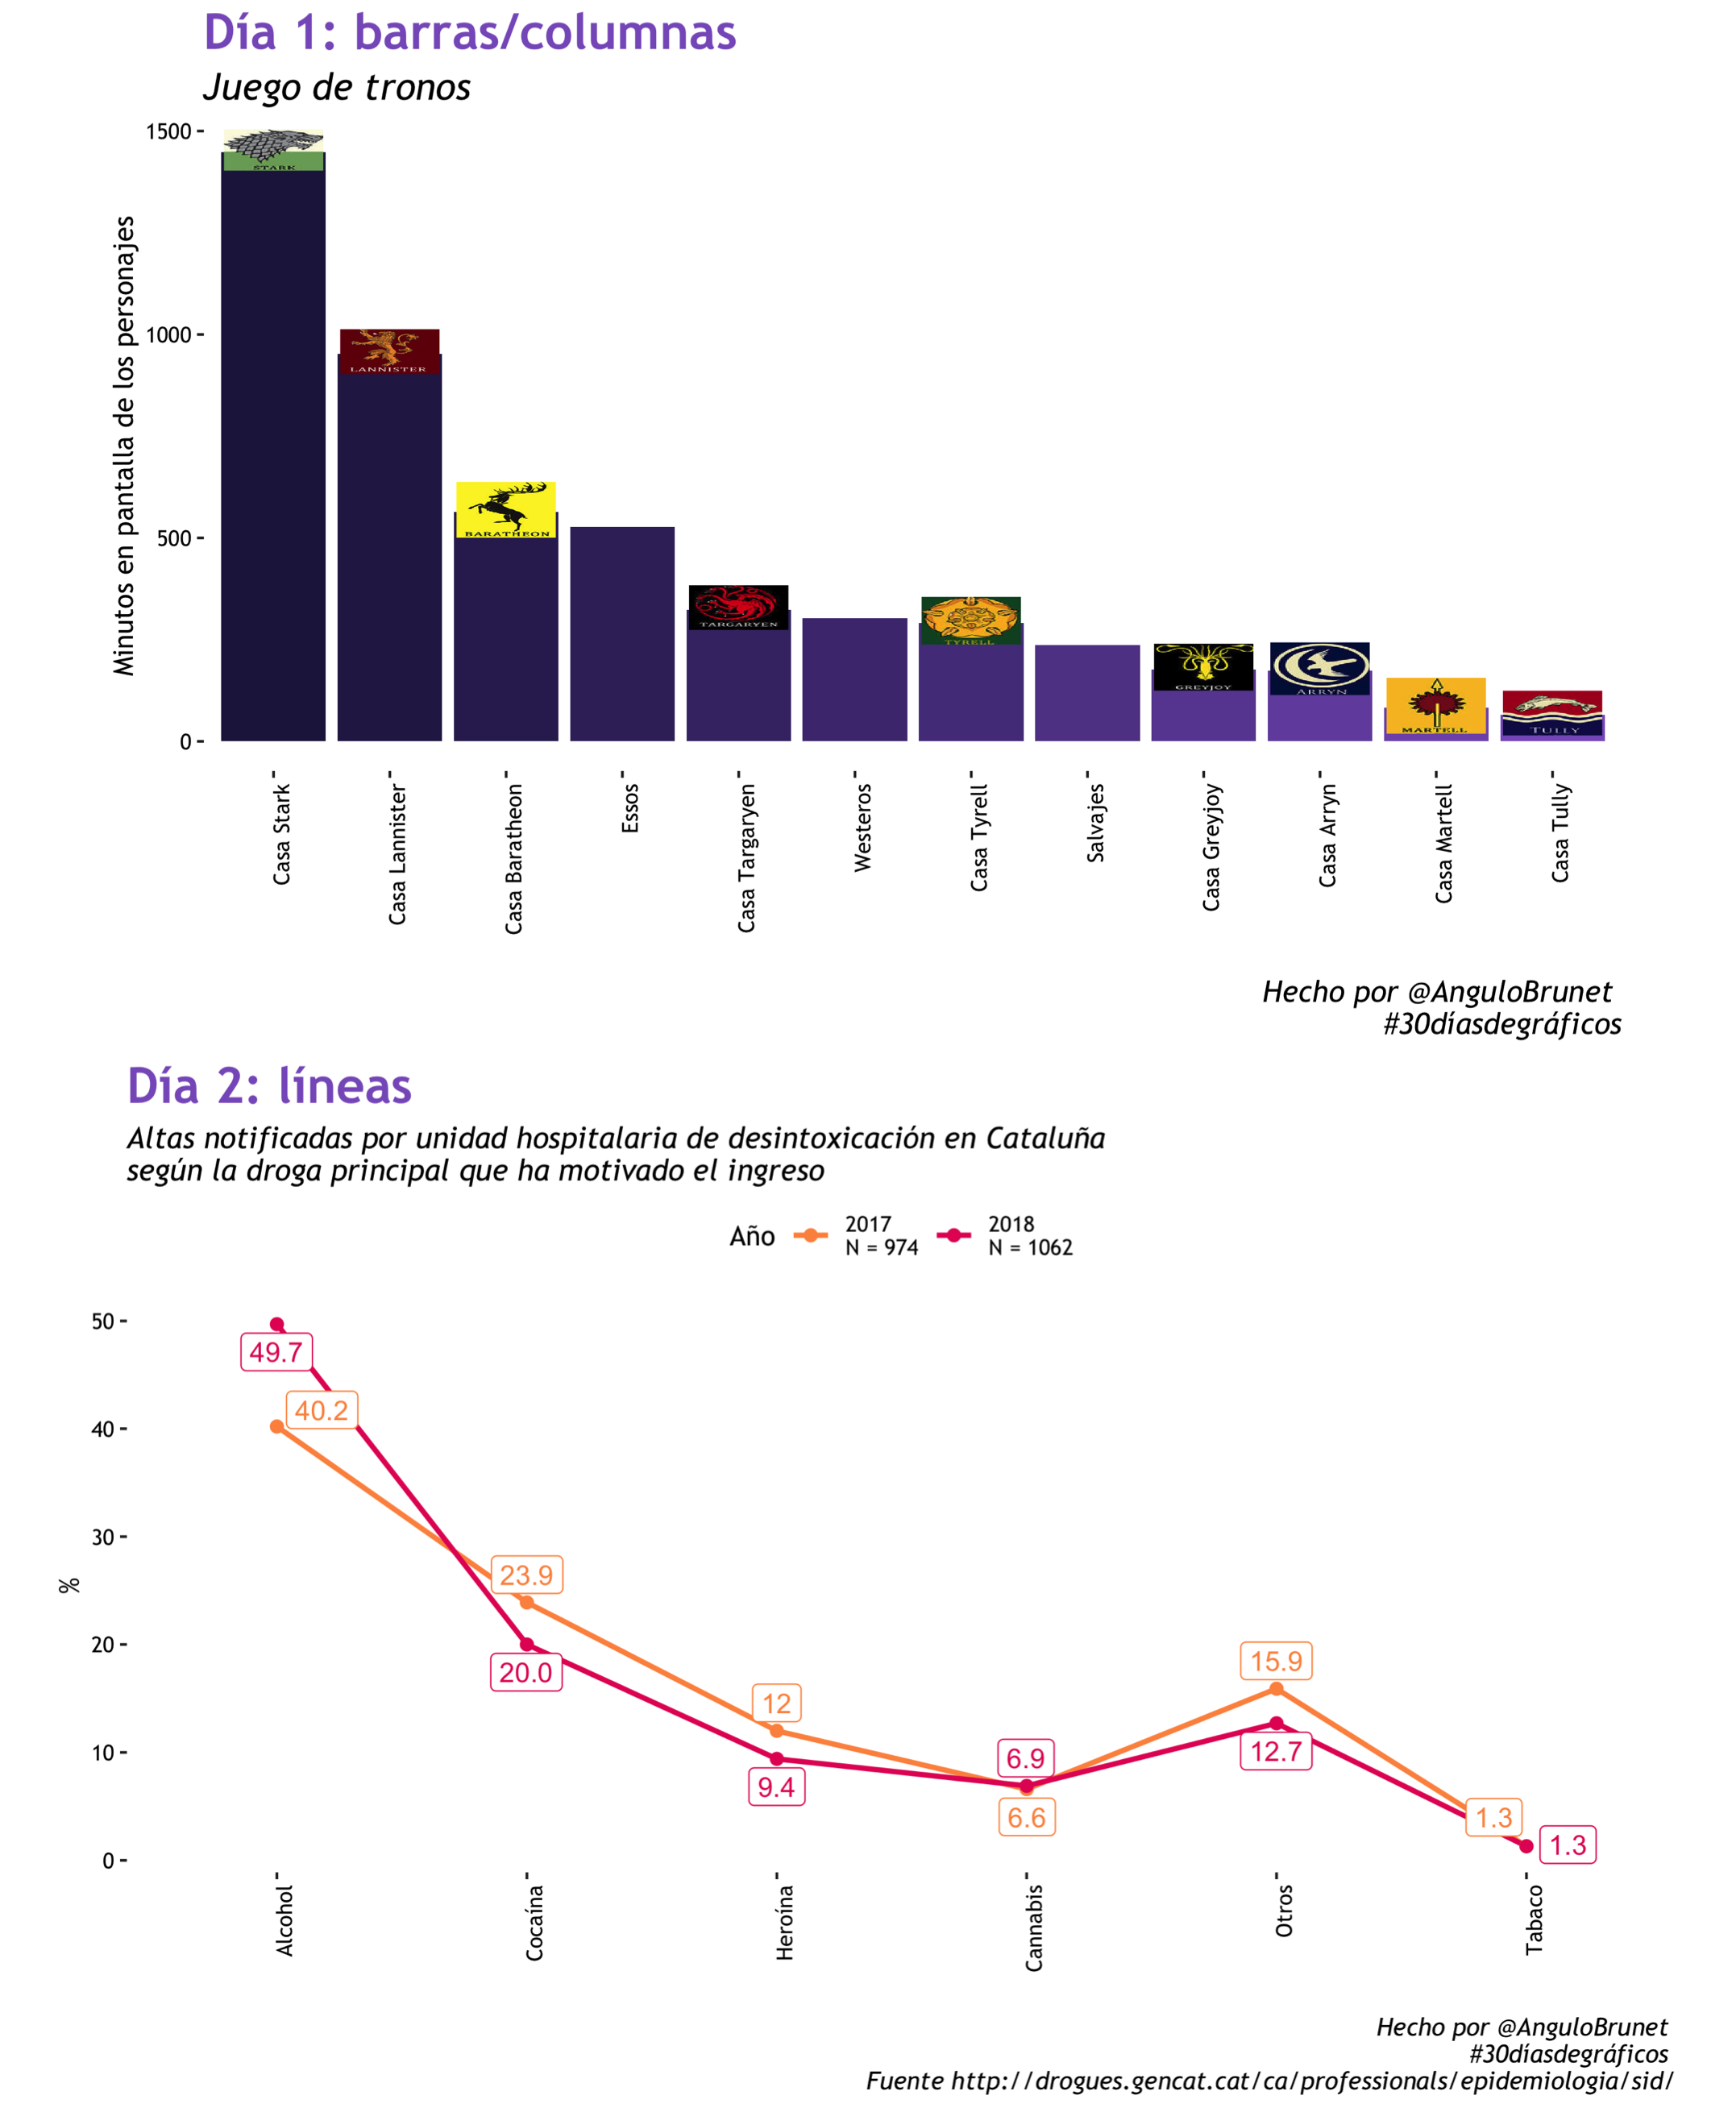 Día 1: barras/columnas
Juego de tronos
Minutos en pantalla de los personajes
1500
1000
500
0
STARK
LANNISTER
BARATHEON
TARGARYEN
TYRELL
GREYJOY
ARRYN
MARTELL
TULLY
Casa Stark
Casa Lannister
Casa Baratheon
Essos
Casa Targaryen
Westeros
Casa Tyrell
Salvajes
Casa Greyjoy
Casa Arryn
Casa Martell
Casa Tully
Hecho por @AnguloBrunet
#30díasdegráficos
Día 2: líneas
Altas notificadas por unidad hospitalaria de desintoxicación en Cataluña
según la droga principal que ha motivado el ingreso
Año
2017
N = 974
2018
N = 1062
%
50
40
30
20
10
0
49.7
40.2
23.9
20.0
12
9.4
6.9
6.6
15.9
12.7
1.3
1.3
Alcohol
Cocaína
Heroína
Cannabis
Otros
Tabaco
Hecho por @AnguloBrunet
#30díasdegráficos
Fuente http://drogues.gencat.cat/ca/professionals/epidemiologia/sid/